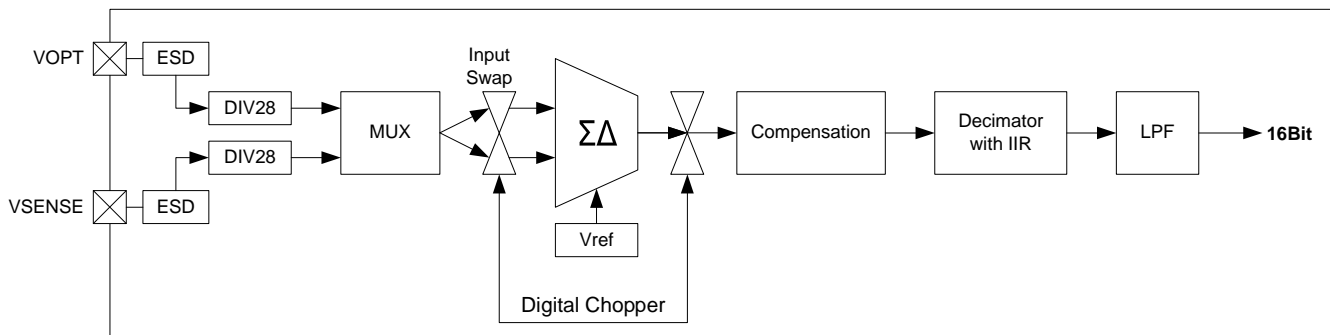 VOPT
ESD
Input
Swap
DIV28
MUX
ΣΔ
Compensation
Decimator
with IIR
LPF
16Bit
DIV28
VSENSE
ESD
Vref
Digital Chopper